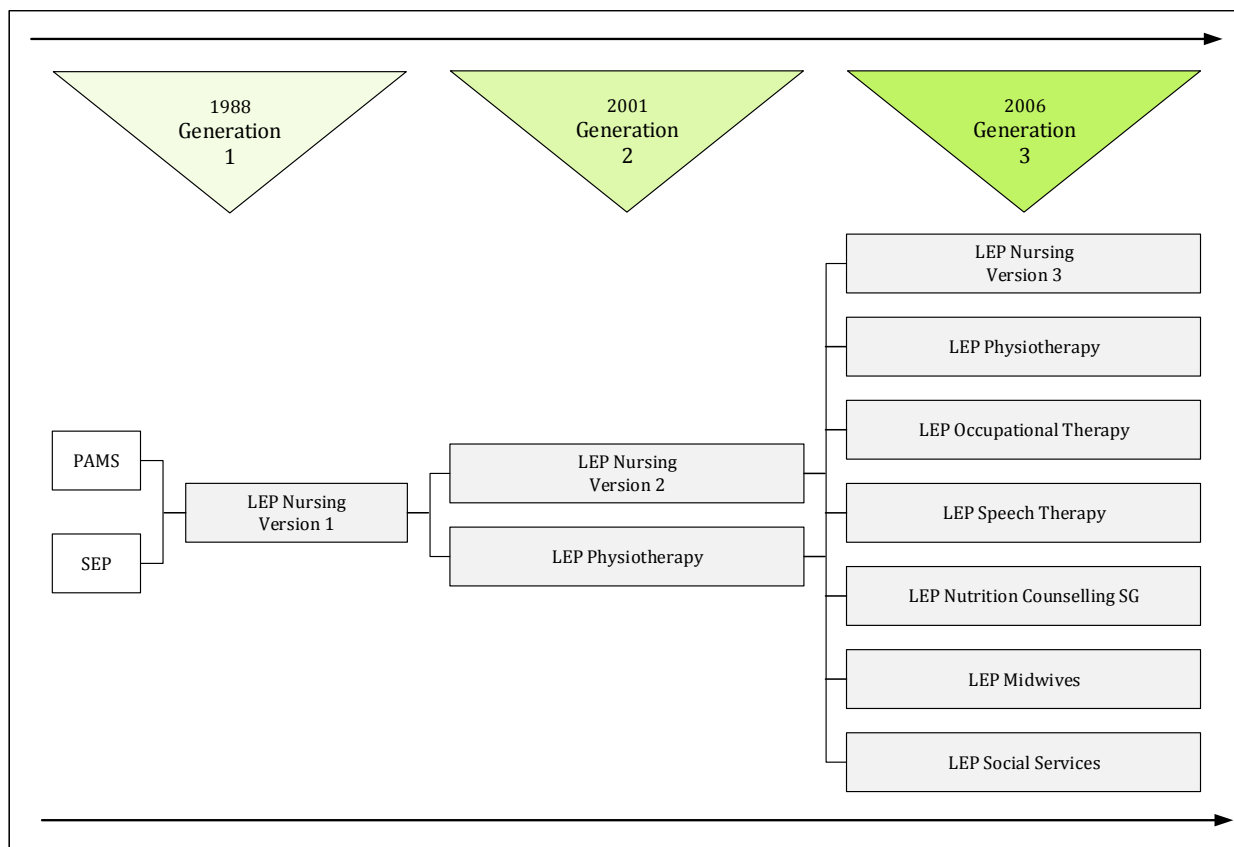 1988
Generation
1
2001
Generation
2
2006
Generation
3
PAMS
SEP
LEP Nursing
Version 1
LEP Nursing
Version 2
LEP Physiotherapy
LEP Nursing
Version 3
LEP Physiotherapy
LEP Occupational Therapy
LEP Speech Therapy
LEP Nutrition Counselling SG
LEP Midwives
LEP Social Services